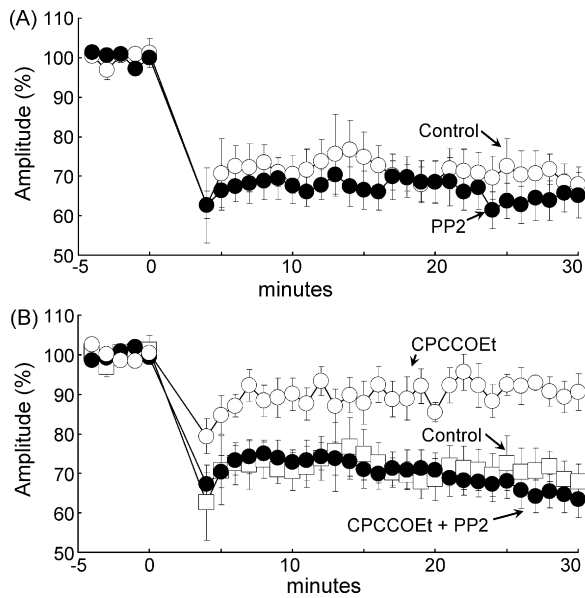 (A)
110
100
90
80
70
60
50
Amplitude (%)
Control
PP2
-5 0 10 20 30
minutes
(B)
110
100
90
80
70
60
50
Amplitude (%)
CPCCOEt
Control
CPCCOEt + PP2
-5 0 10 20 30
minutes